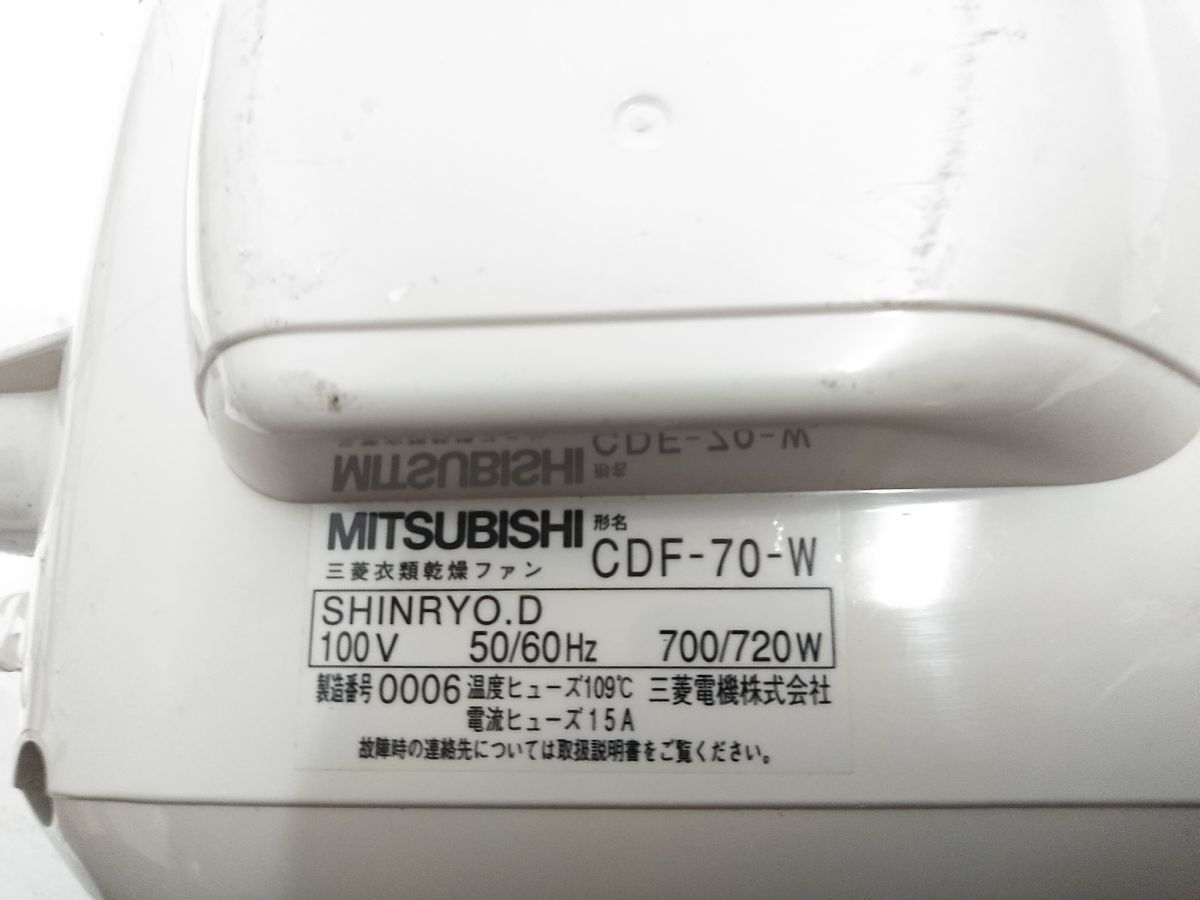 MITSUBISHI 形名
三菱衣類乾燥ファン CDF-70-W
SHINRYO.D
100V 50/60Hz 700/720W
製造番号 0006 温度ヒューズ109℃ 三菱電機株式会社
電流ヒューズ15A
故障時の連絡先については取扱説明書をご覧ください。